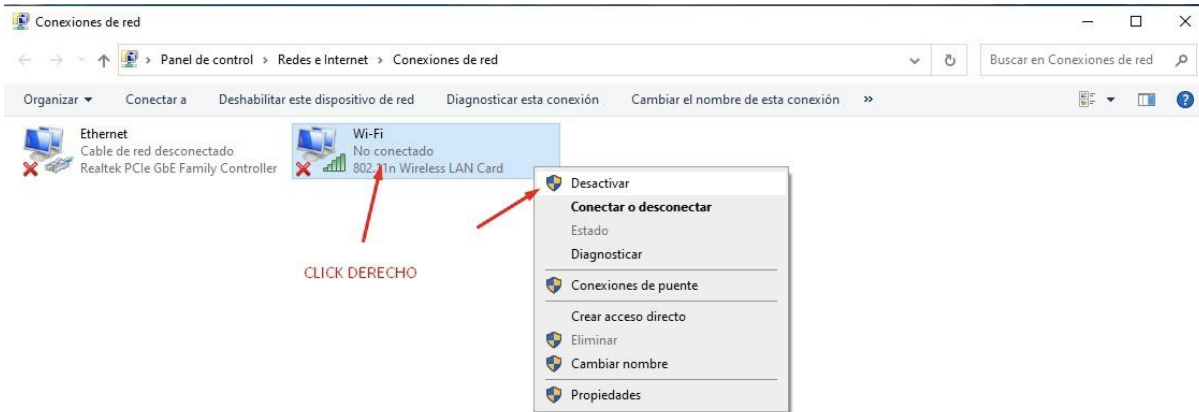 Conexiones de red
Panel de control > Redes e Internet > Conexiones de red
Buscar en Conexiones de red
Organizar Conectar a Deshabilitar este dispositivo de red Diagnosticar esta conexión Cambiar el nombre de esta conexión »
Ethernet
Cable de red desconectado
Realtek PCIe GbE Family Controller
Wi-Fi
No conectado
802.11n Wireless LAN Card
Desactivar
Conectar o desconectar
Estado
Diagnosticar
Conexiones de puente
Crear acceso directo
Eliminar
Cambiar nombre
Propiedades
CLICK DERECHO